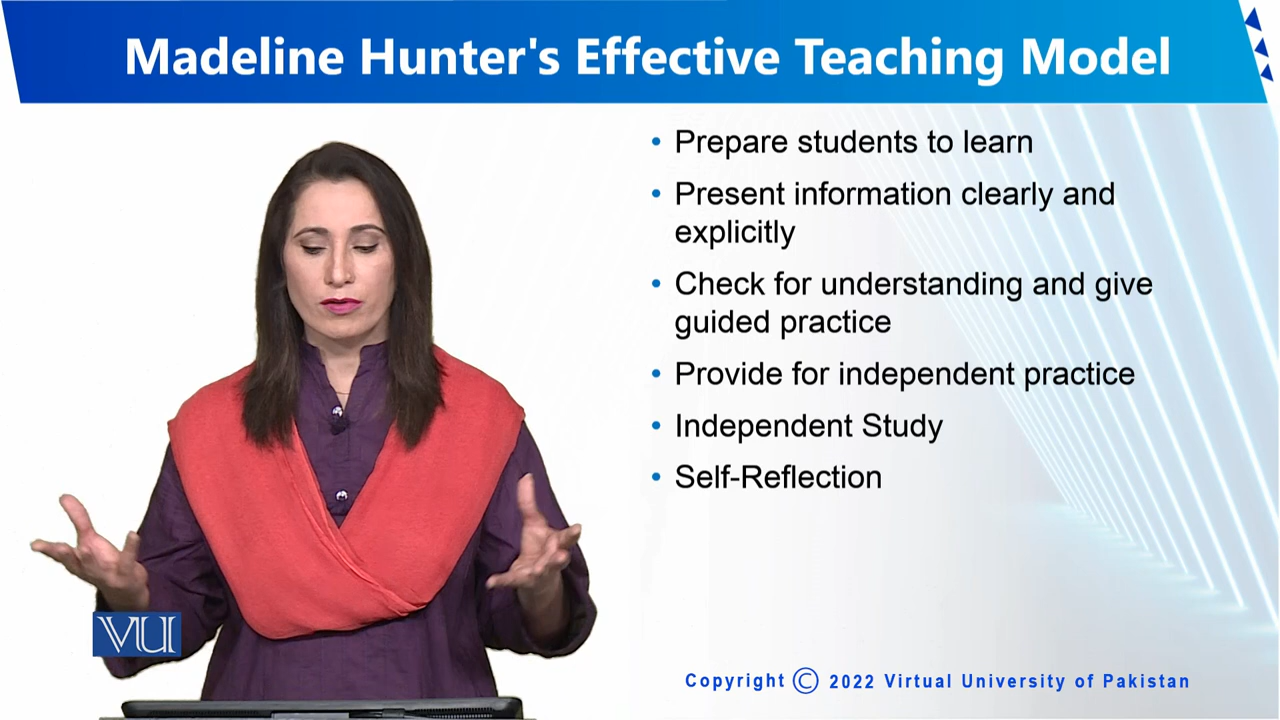 Madeline Hunter's Effective Teaching Model
• Prepare students to learn
• Present information clearly and
explicitly
• Check for understanding and give
guided practice
• Provide for independent practice
• Independent Study
• Self-Reflection
VU
Copyright © 2022 Virtual University of Pakistan